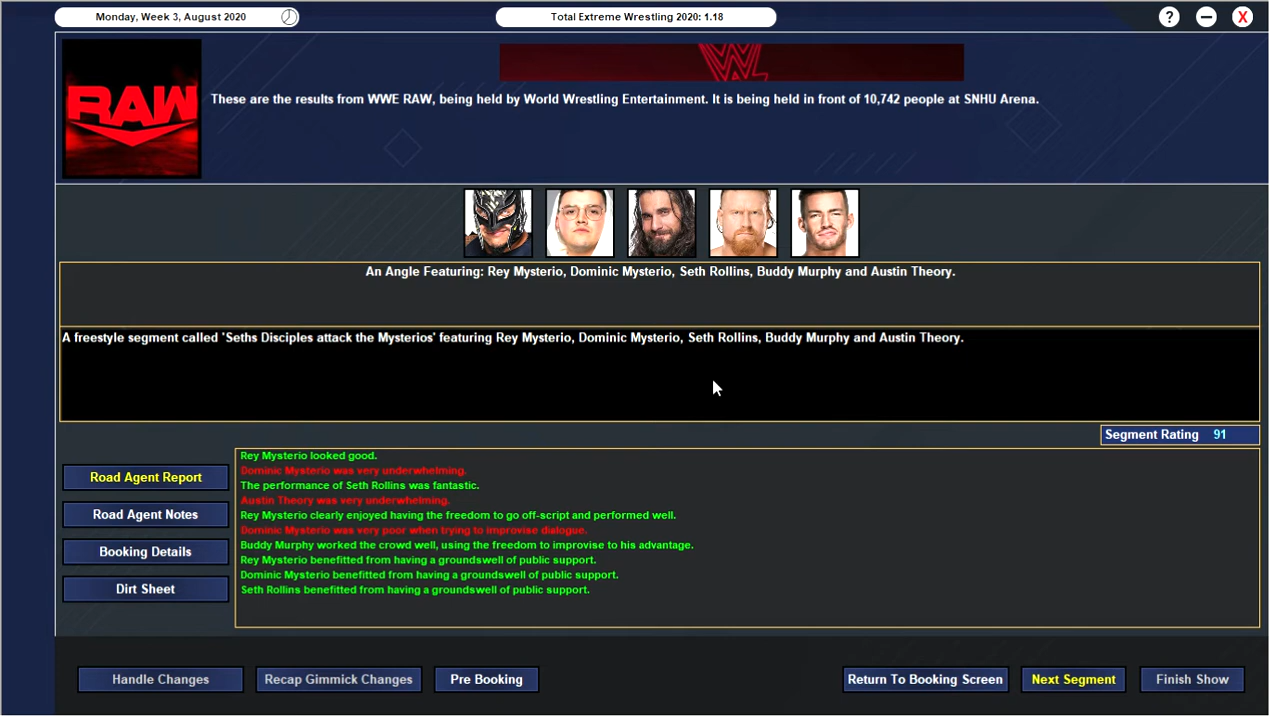 Monday, Week 3, August 2020
Total Extreme Wrestling 2020: 1.18
?
X
RAW
These are the results from WWE RAW, being held by World Wrestling Entertainment. It is being held in front of 10,742 people at SNHU Arena.
An Angle Featuring: Rey Mysterio, Dominic Mysterio, Seth Rollins, Buddy Murphy and Austin Theory.
A freestyle segment called 'Seths Disciples attack the Mysterios' featuring Rey Mysterio, Dominic Mysterio, Seth Rollins, Buddy Murphy and Austin Theory.
Segment Rating 91
Road Agent Report
Road Agent Notes
Booking Details
Dirt Sheet
Rey Mysterio looked good.
Dominic Mysterio was very underwhelming.
The performance of Seth Rollins was fantastic.
Austin Theory was very underwhelming.
Rey Mysterio clearly enjoyed having the freedom to go off-script and performed well.
Dominic Mysterio was very poor when trying to improvise dialogue.
Buddy Murphy worked the crowd well, using the freedom to improvise to his advantage.
Rey Mysterio benefitted from having a groundswell of public support.
Dominic Mysterio benefitted from having a groundswell of public support.
Seth Rollins benefitted from having a groundswell of public support.
Handle Changes
Recap Gimmick Changes
Pre Booking
Return To Booking Screen
Next Segment
Finish Show